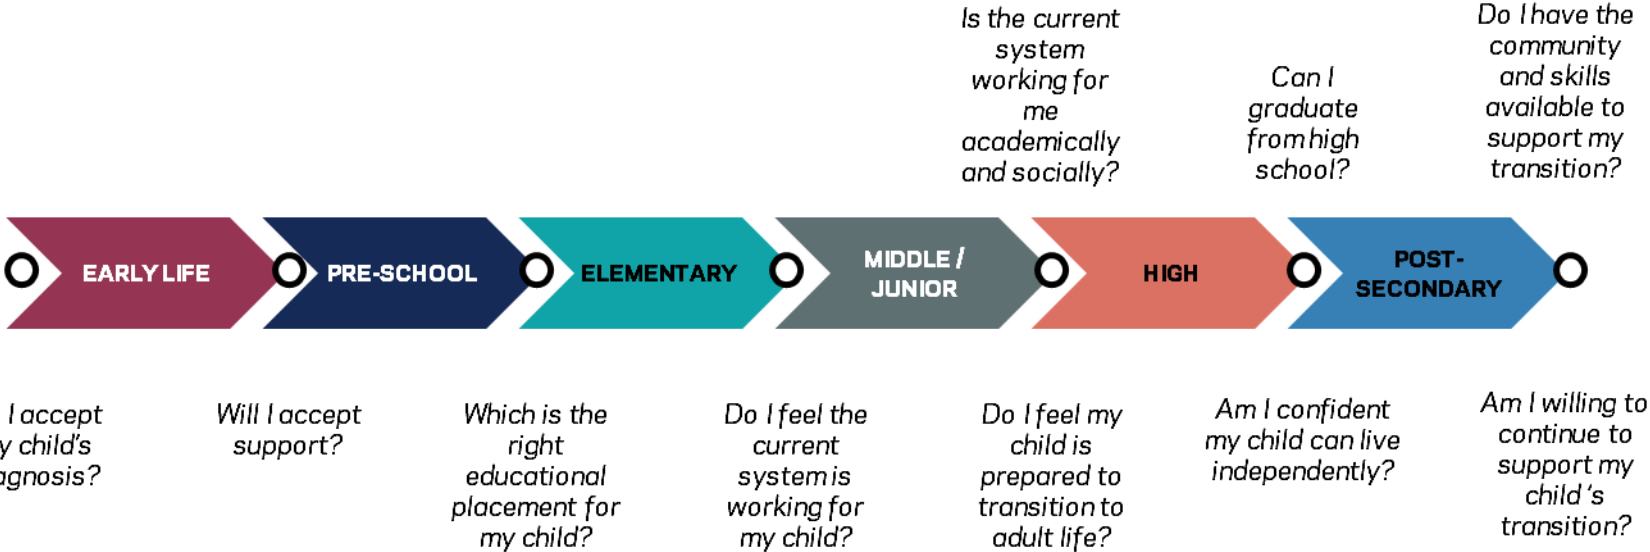 Is the current
system
working for
me
academically
and socially?
Can I
graduate
from high
school?
Do I have the
community
and skills
available to
support my
transition?
EARLY LIFE
PRE-SCHOOL
ELEMENTARY
MIDDLE /
JUNIOR
HIGH
POST-
SECONDARY
I accept
child's
Will I accept
support?
Which is the
right
educational
placement for
my child?
Do I feel the
current
system is
working for
my child?
Do I feel my
child is
prepared to
transition to
adult life?
Am I confident
my child can live
independently?
Am I willing to
continue to
support my
child 's
transition?